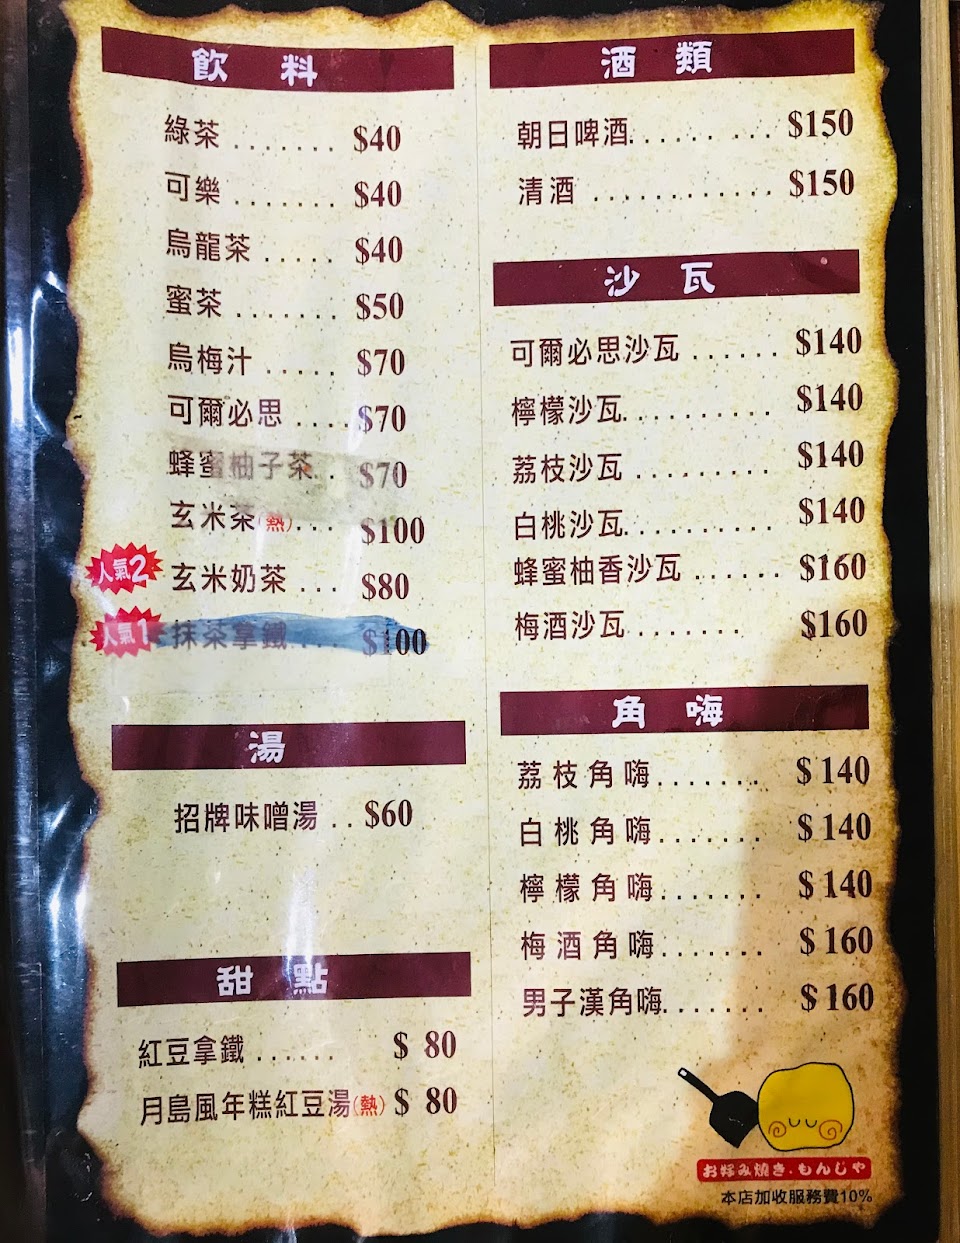 飲料
綠茶 ....... $40
可樂 ....... $40
烏龍茶 ..... $40
蜜茶 ....... $50
烏梅汁 ..... $70
可爾必思 .... $70
蜂蜜柚子茶.. $70
玄米茶(熱)... $100
人氣2 玄米奶茶 ... $80
人氣1 抹茶拿鐵.... $100
湯
招牌味噌湯 .. $60
甜點
紅豆拿鐵 ...... $ 80
月島風年糕紅豆湯(熱) $ 80
酒類
朝日啤酒......... $150
清酒 ............ $150
沙瓦
可爾必思沙瓦 ...... $140
檸檬沙瓦.......... $140
荔枝沙瓦 ......... $140
白桃沙瓦.......... $140
蜂蜜柚香沙瓦 ...... $160
梅酒沙瓦 ....... $160
角嗨
荔枝角嗨....... $ 140
白桃角嗨....... $ 140
檸檬角嗨....... $ 140
梅酒角嗨....... $ 160
男子漢角嗨....... $ 160
お好み燒き.もんじゃ
本店加收服務費10%